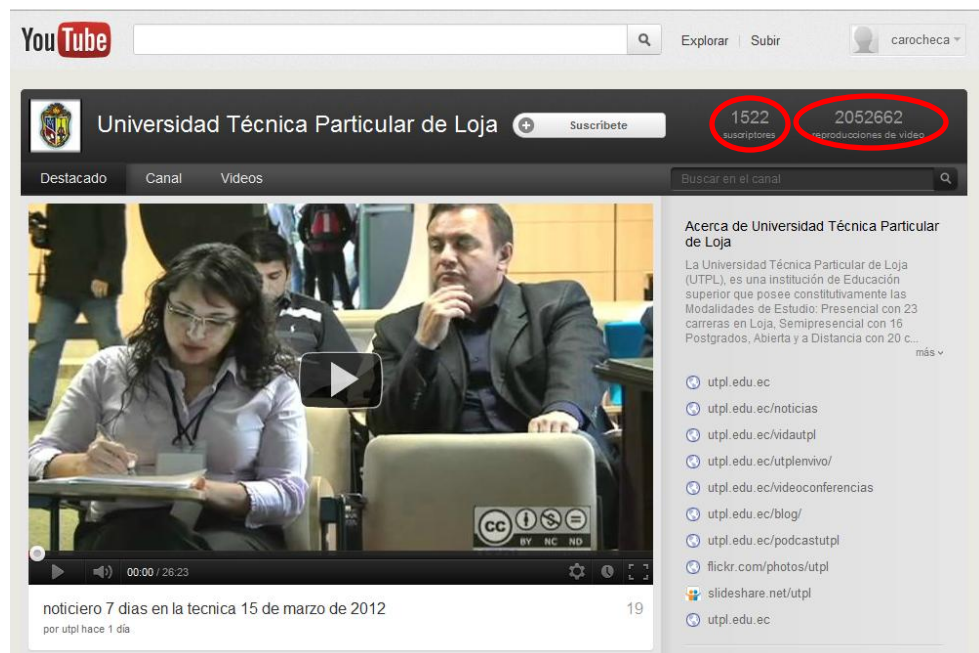 YouTube
Explorar | Subir
carocheca
Universidad Técnica Particular de Loja
Suscribete
1522
suscriptores
2052662
reproducciones de video
Destacado Canal Videos
Buscar en el canal
cc BY NC ND
00:00 / 26:23
noticiero 7 dias en la tecnica 15 de marzo de 2012
19
por utpl hace 1 día
Acerca de Universidad Técnica Particular
de Loja
La Universidad Técnica Particular de Loja
(UTPL), es una institución de Educación
superior que posee constitutivamente las
Modalidades de Estudio: Presencial con 23
carreras en Loja, Semipresencial con 16
Postgrados, Abierta y a Distancia con 20 c...
más
utpl.edu.ec
utpl.edu.ec/noticias
utpl.edu.ec/vidautpl
utpl.edu.ec/utplenvivo/
utpl.edu.ec/videoconferencias
utpl.edu.ec/blog/
utpl.edu.ec/podcastutpl
flickr.com/photos/utpl
slideshare.net/utpl
utpl.edu.ec